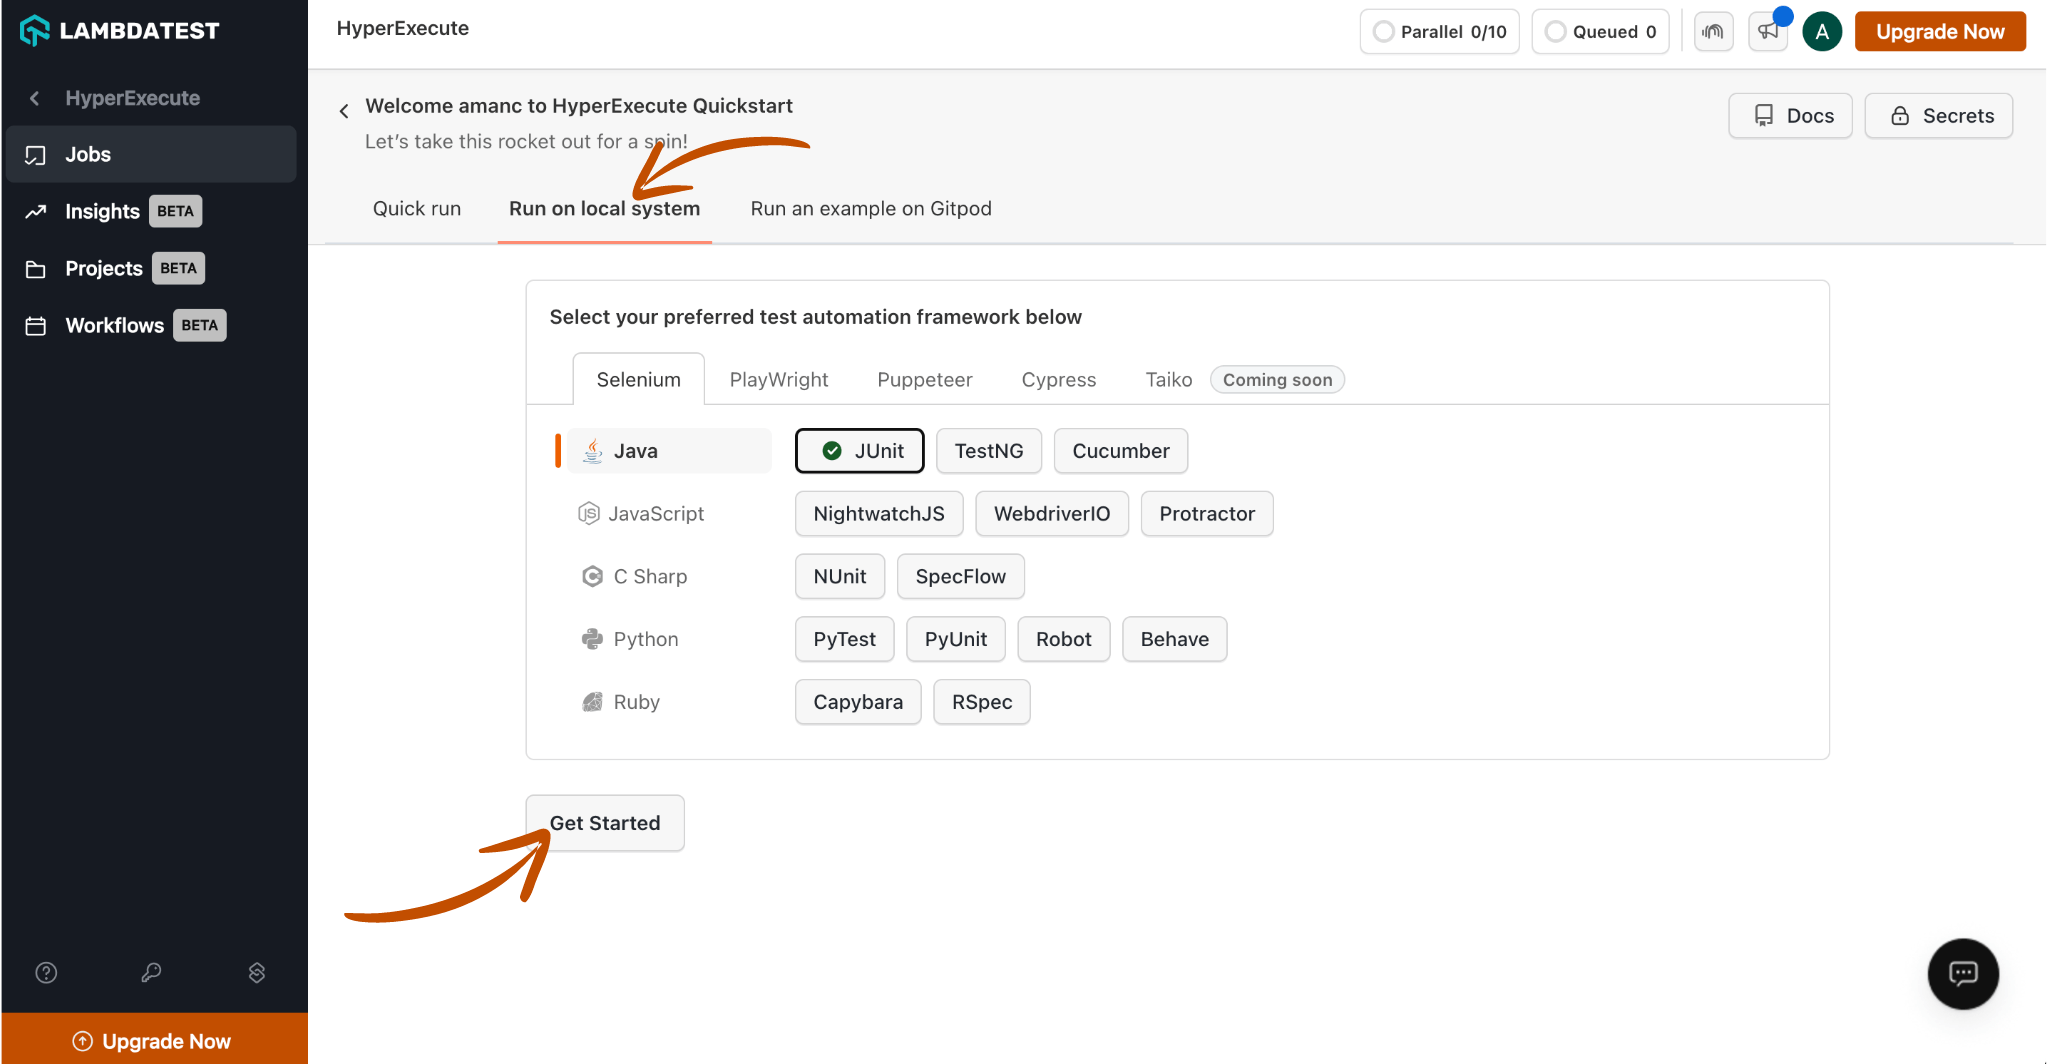 LAMBDATEST
HyperExecute
Jobs
Insights BETA
Projects BETA
Workflows BETA
Upgrade Now
HyperExecute
Parallel 0/10
Queued 0
A
Upgrade Now
Welcome amanc to HyperExecute Quickstart
Let's take this rocket out for a spin!
Docs
Secrets
Quick run
Run on local system
Run an example on Gitpod
Select your preferred test automation framework below
Selenium
PlayWright
Puppeteer
Cypress
Taiko
Coming soon
Java
JUnit
TestNG
Cucumber
JS
JavaScript
NightwatchJS
WebdriverIO
Protractor
C
C Sharp
NUnit
SpecFlow
Python
PyTest
PyUnit
Robot
Behave
Ruby
Capybara
RSpec
Get Started